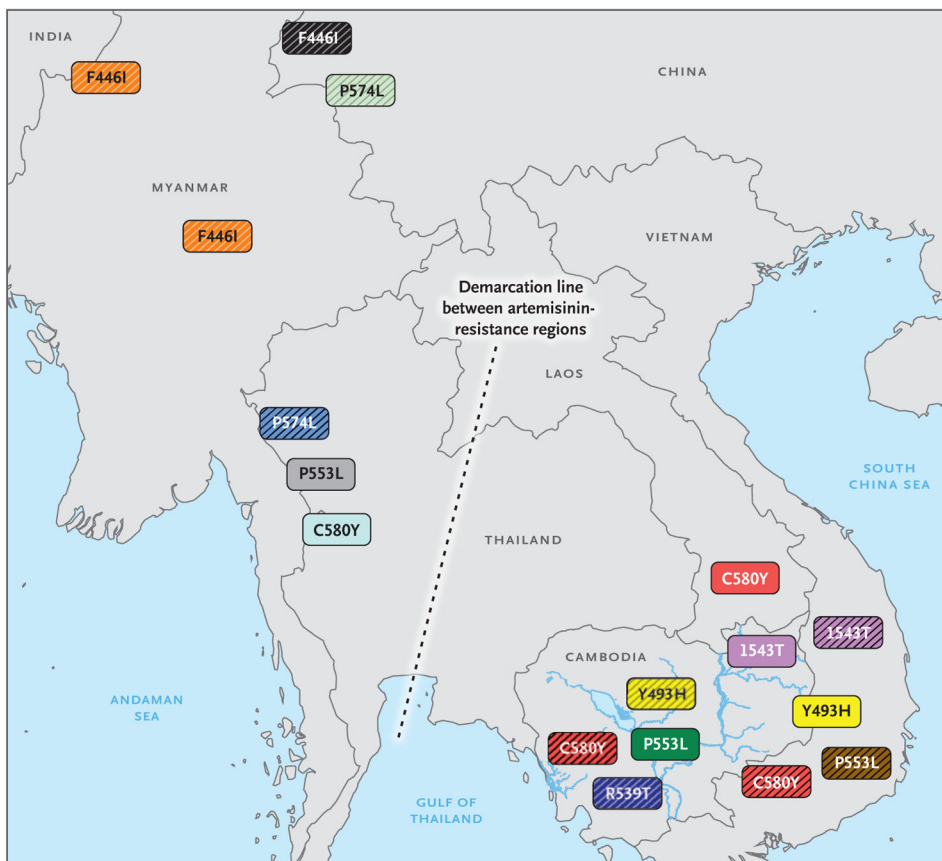 INDIA
F446I
F446I
CHINA
P574L
MYANMAR
F446I
VIETNAM
Demarcation line
between artemisinin-
resistance regions
LAOS
P574L
P553L
SOUTH
CHINA SEA
C580Y
THAILAND
C580Y
1543T
1543T
CAMBODIA
Y493H
ANDAMAN
SEA
Y493H
C580Y
P553L
P553L
C580Y
R539T
GULF OF
THAILAND